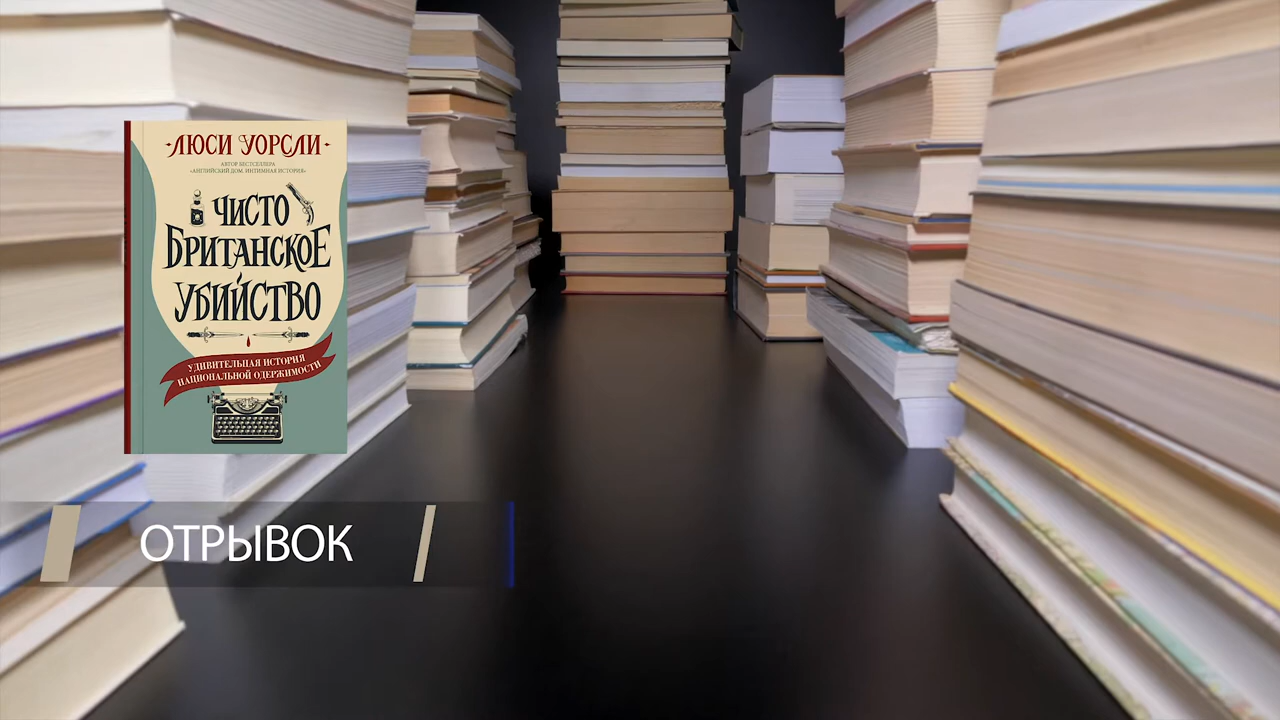 ЛЮСИ УОРСЛИ
АВТОР БЕСТСЕЛЛЕРА
«АНГЛИЙСКИЙ ДОМ. ИНТИМНАЯ ИСТОРИЯ»
ЧИСТО
БРИТАНСКОЕ
УБИЙСТВО
УДИВИТЕЛЬНАЯ ИСТОРИЯ
НАЦИОНАЛЬНОЙ ОДЕРЖИМОСТИ
ОТРЫВОК